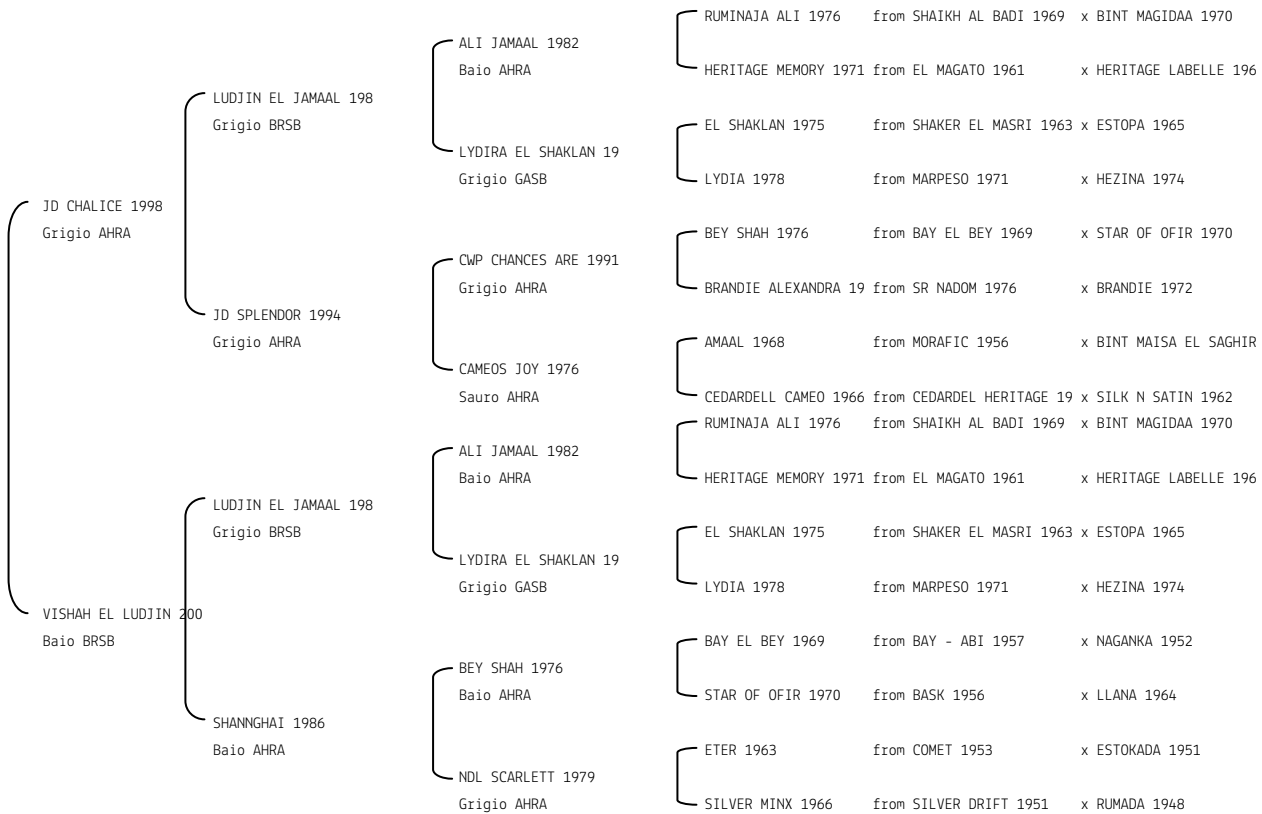 RUMINAJA ALI 1976 from SHAIKH AL BADI 1969 x BINT MAGIDAA 1970
ALI JAMAAL 1982
Baio AHRA
HERITAGE MEMORY 1971 from EL MAGATO 1961 x HERITAGE LABELLE 196
LUDJIN EL JAMAAL 198
Grigio BRSB
EL SHAKLAN 1975 from SHAKER EL MASRI 1963 x ESTOPA 1965
LYDIRA EL SHAKLAN 19
Grigio GASB
LYDIA 1978 from MARPESO 1971 x HEZINA 1974
JD CHALICE 1998
Grigio AHRA
BEY SHAH 1976 from BAY EL BEY 1969 x STAR OF OFIR 1970
CWP CHANCES ARE 1991
Grigio AHRA
BRANDIE ALEXANDRA 19 from SR NADOM 1976 x BRANDIE 1972
JD SPLENDOR 1994
Grigio AHRA
AMAAL 1968 from MORAFIC 1956 x BINT MAISA EL SAGHIR
CAMEOS JOY 1976
Sauro AHRA
CEDARDELL CAMEO 1966 from CEDARDEL HERITAGE 19 x SILK N SATIN 1962
RUMINAJA ALI 1976 from SHAIKH AL BADI 1969 x BINT MAGIDAA 1970
ALI JAMAAL 1982
Baio AHRA
HERITAGE MEMORY 1971 from EL MAGATO 1961 x HERITAGE LABELLE 196
LUDJIN EL JAMAAL 198
Grigio BRSB
EL SHAKLAN 1975 from SHAKER EL MASRI 1963 x ESTOPA 1965
LYDIRA EL SHAKLAN 19
Grigio GASB
LYDIA 1978 from MARPESO 1971 x HEZINA 1974
VISHAH EL LUDJIN 200
Baio BRSB
BAY EL BEY 1969 from BAY - ABI 1957 x NAGANKA 1952
BEY SHAH 1976
Baio AHRA
STAR OF OFIR 1970 from BASK 1956 x LLANA 1964
SHANNGHAI 1986
Baio AHRA
ETER 1963 from COMET 1953 x ESTOKADA 1951
NDL SCARLETT 1979
Grigio AHRA
SILVER MINX 1966 from SILVER DRIFT 1951 x RUMADA 1948